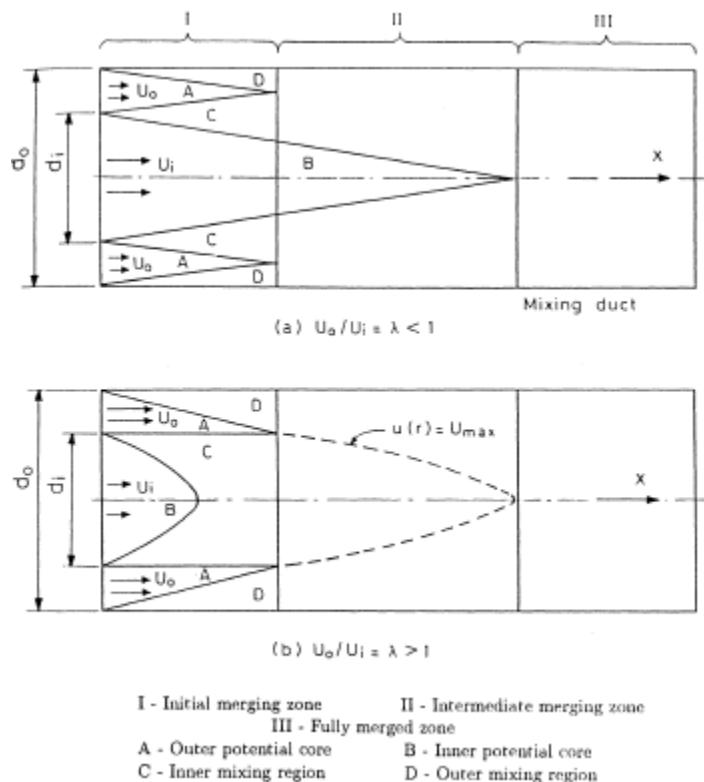 I II III
D
U₀ A
C
dₒ dᵢ Uᵢ B x
C
U₀ A
D
Mixing duct
(a) U₀/Uᵢ = λ < 1
D
U₀ A
u(r) = Umax
C
dₒ dᵢ Uᵢ x
B
A
U₀ D
(b) U₀/Uᵢ = λ > 1
I - Initial merging zone II - Intermediate merging zone
III - Fully merged zone
A - Outer potential core B - Inner potential core
C - Inner mixing region D - Outer mixing region